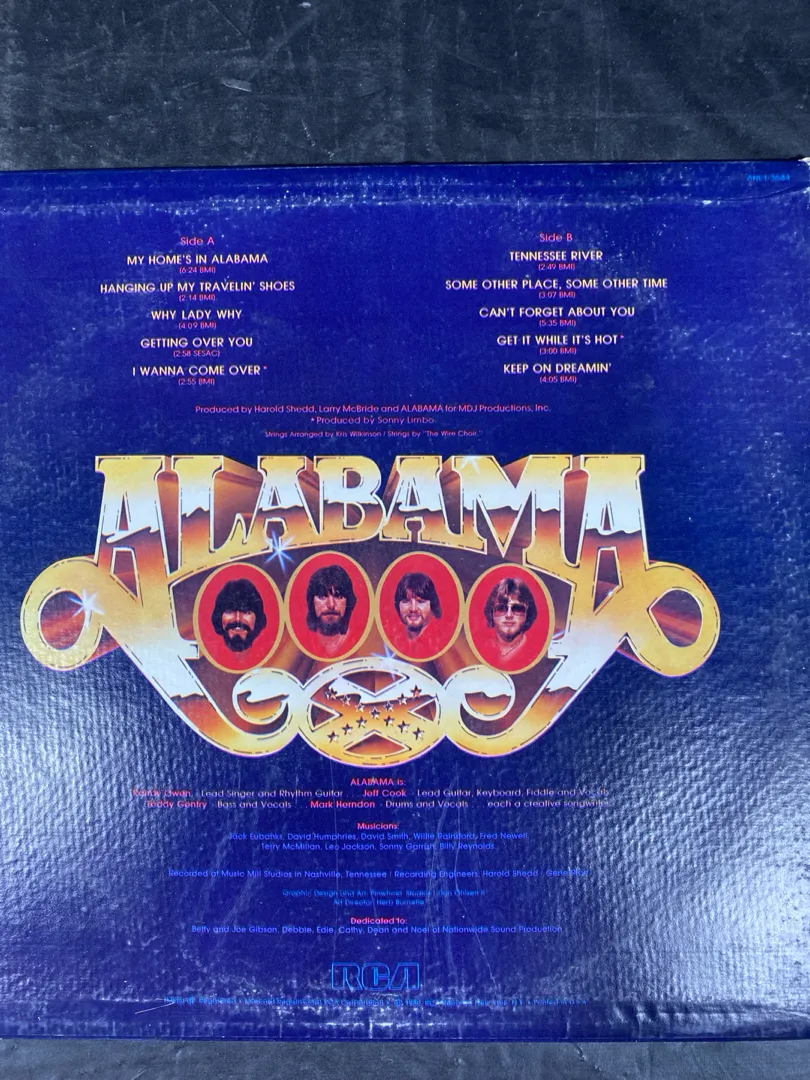 AHL1-3644
Side A
MY HOME'S IN ALABAMA
(6:24 BMI)
HANGING UP MY TRAVELIN' SHOES
(2:14 BMI)
WHY LADY WHY
(4:09 BMI)
GETTING OVER YOU
(2:58 SESAC)
I WANNA COME OVER*
(2:55 BMI)
Side B
TENNESSEE RIVER
(2:49 BMI)
SOME OTHER PLACE, SOME OTHER TIME
(3:07 BMI)
CAN'T FORGET ABOUT YOU
(5:35 BMI)
GET IT WHILE IT'S HOT*
(3:00 BMI)
KEEP ON DREAMIN'
(4:05 BMI)
Produced by Harold Shedd, Larry McBride and ALABAMA for MDJ Productions, Inc.
*Produced by Sonny Limbo
Strings Arranged by Kris Wilkinson / Strings by "The Wire Choir."
ALABAMA
ALABAMA is:
Randy Owen - Lead Singer and Rhythm Guitar ... Jeff Cook - Lead Guitar, Keyboard, Fiddle and Vocals
Teddy Gentry - Bass and Vocals ... Mark Herndon - Drums and Vocals ... each a creative songwriter
Musicians:
Jack Eubanks, David Humphries, David Smith, Willie Rainsford, Fred Newell,
Terry McMillan, Leo Jackson, Sonny Garrish, Billy Reynolds
Recorded at Music Mill Studios in Nashville, Tennessee / Recording Engineers, Harold Shedd
Graphic Design and Art: Pinwheel Studios
Art Director: Herb Burnette
Dedicated to:
Betty and Joe Gibson, Debbie, Edie, Cathy, Dean and Noel of Nationwide Sound Production
RCA